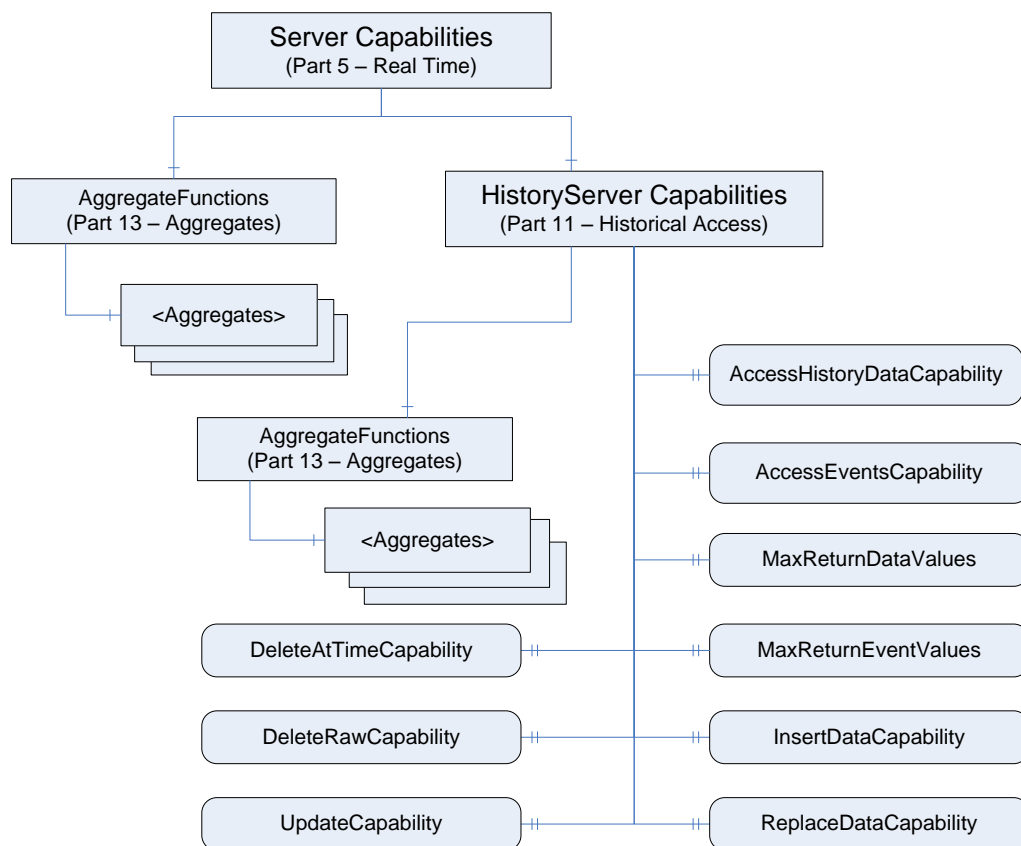 Server Capabilities
(Part 5 – Real Time)
AggregateFunctions
(Part 13 – Aggregates)
HistoryServer Capabilities
(Part 11 – Historical Access)
<Aggregates>
AccessHistoryDataCapability
AggregateFunctions
(Part 13 – Aggregates)
AccessEventsCapability
<Aggregates>
MaxReturnDataValues
DeleteAtTimeCapability
MaxReturnEventValues
DeleteRawCapability
InsertDataCapability
UpdateCapability
ReplaceDataCapability